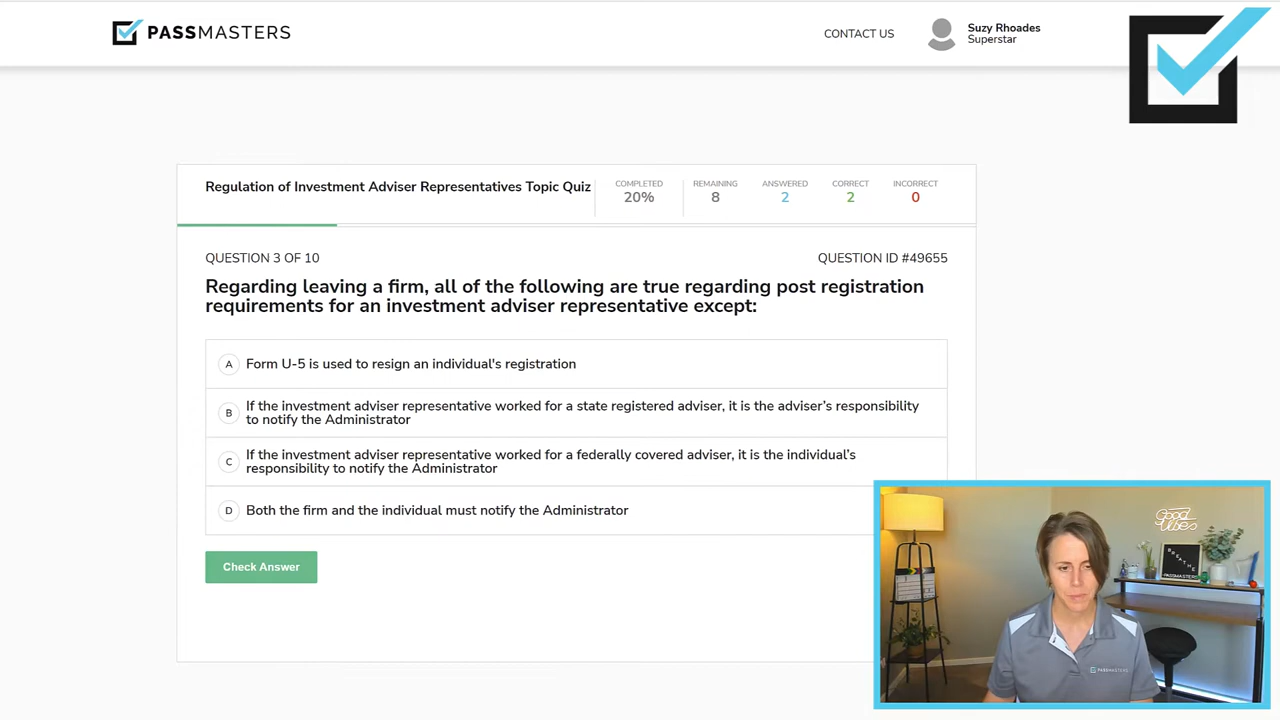 PASSMASTERS
CONTACT US
Suzy Rhoades
Superstar
Regulation of Investment Adviser Representatives Topic Quiz
COMPLETED
20%
REMAINING
8
ANSWERED
2
CORRECT
2
INCORRECT
0
QUESTION 3 OF 10
QUESTION ID #49655
Regarding leaving a firm, all of the following are true regarding post registration
requirements for an investment adviser representative except:
A Form U-5 is used to resign an individual's registration
B If the investment adviser representative worked for a state registered adviser, it is the adviser’s responsibility
to notify the Administrator
C If the investment adviser representative worked for a federally covered adviser, it is the individual’s
responsibility to notify the Administrator
D Both the firm and the individual must notify the Administrator
Check Answer
Good
Vibes
BREATHE
PASSMASTERS
PASSMASTERS